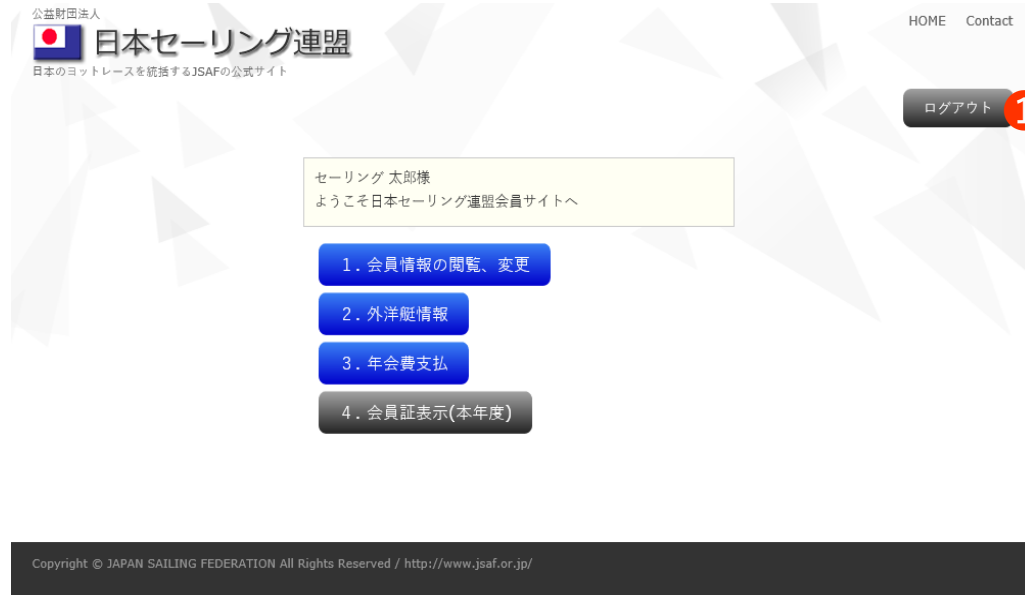 公益財団法人
日本セーリング連盟
日本のヨットレースを統括するJSAFの公式サイト
HOME Contact
ログアウト
1
セーリング 太郎様
ようこそ日本セーリング連盟会員サイトへ
1．会員情報の閲覧、変更
2．外洋艇情報
3．年会費支払
4．会員証表示(本年度)
Copyright © JAPAN SAILING FEDERATION All Rights Reserved / http://www.jsaf.or.jp/